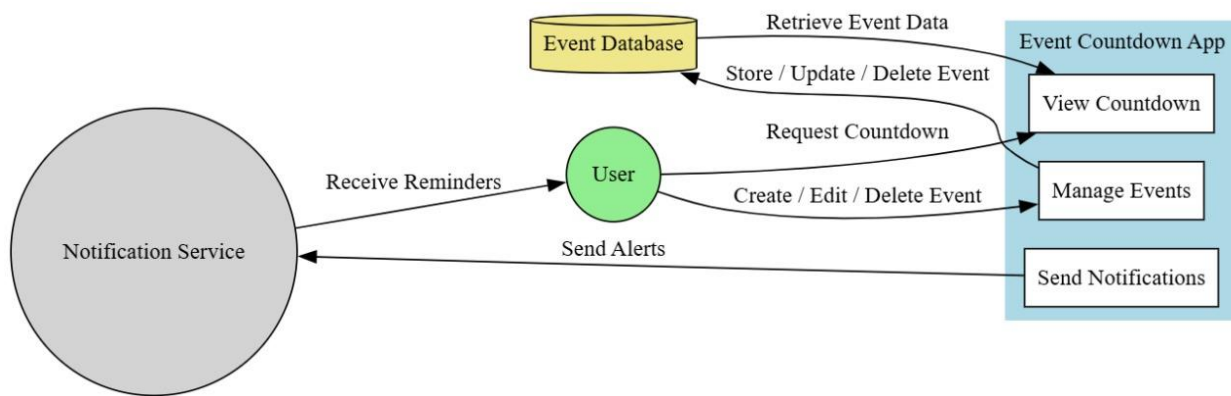 Event Database
Retrieve Event Data
Event Countdown App
Store / Update / Delete Event
View Countdown
Request Countdown
User
Receive Reminders
Create / Edit / Delete Event
Manage Events
Notification Service
Send Alerts
Send Notifications